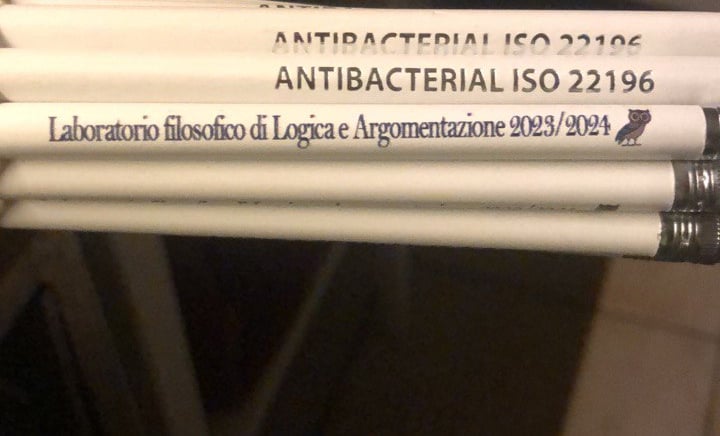 ANTIBACTERIAL ISO 22196
ANTIBACTERIAL ISO 22196
Laboratorio filosofico di Logica e Argomentazione 2023/2024